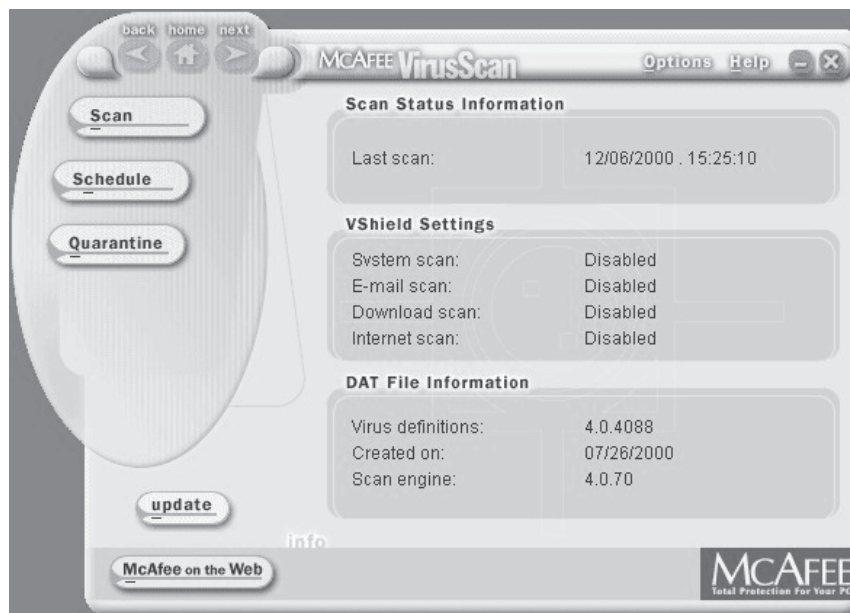 back home next
McAFEE VirusScan
Options Help
Scan
Schedule
Quarantine
Scan Status Information
Last scan: 12/06/2000 . 15:25:10
VShield Settings
System scan: Disabled
E-mail scan: Disabled
Download scan: Disabled
Internet scan: Disabled
DAT File Information
Virus definitions: 4.0.4088
Created on: 07/26/2000
Scan engine: 4.0.70
update
info
McAfee on the Web
McAFEE
Total Protection For Your PC